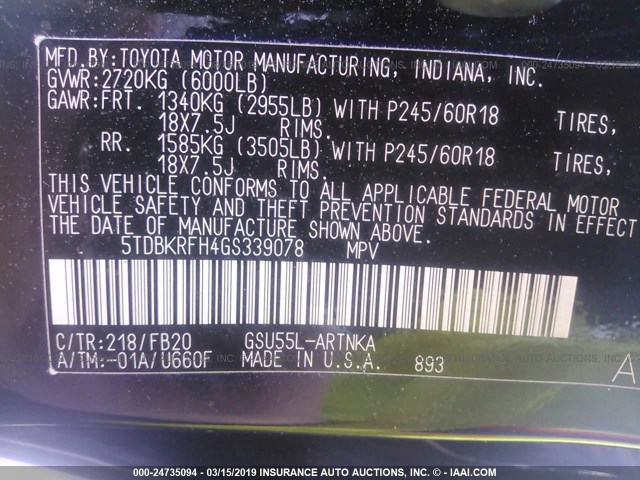 MFD.BY:TOYOTA MOTOR MANUFACTURING, INDIANA, INC.
GVWR:2720KG (6000LB)
GAWR:FRT. 1340KG (2955LB) WITH P245/60R18 TIRES,
18X7.5J RIMS.
RR. 1585KG (3505LB) WITH P245/60R18 TIRES,
18X7.5J RIMS.
THIS VEHICLE CONFORMS TO ALL APPLICABLE FEDERAL MOTOR
VEHICLE SAFETY AND THEFT PREVENTION STANDARDS IN EFFECT
THE DATE OF MANUFACTURE SHOWN ABOVE.
5TDBKRFH4GS339078 MPV
C/TR:218/FB20 GSU55L-ARTNKA
A/TM:-01A/U660F MADE IN U.S.A. 893 A
000-24735094 - 03/15/2019 INSURANCE AUTO AUCTIONS, INC. - © - IAAI.COM